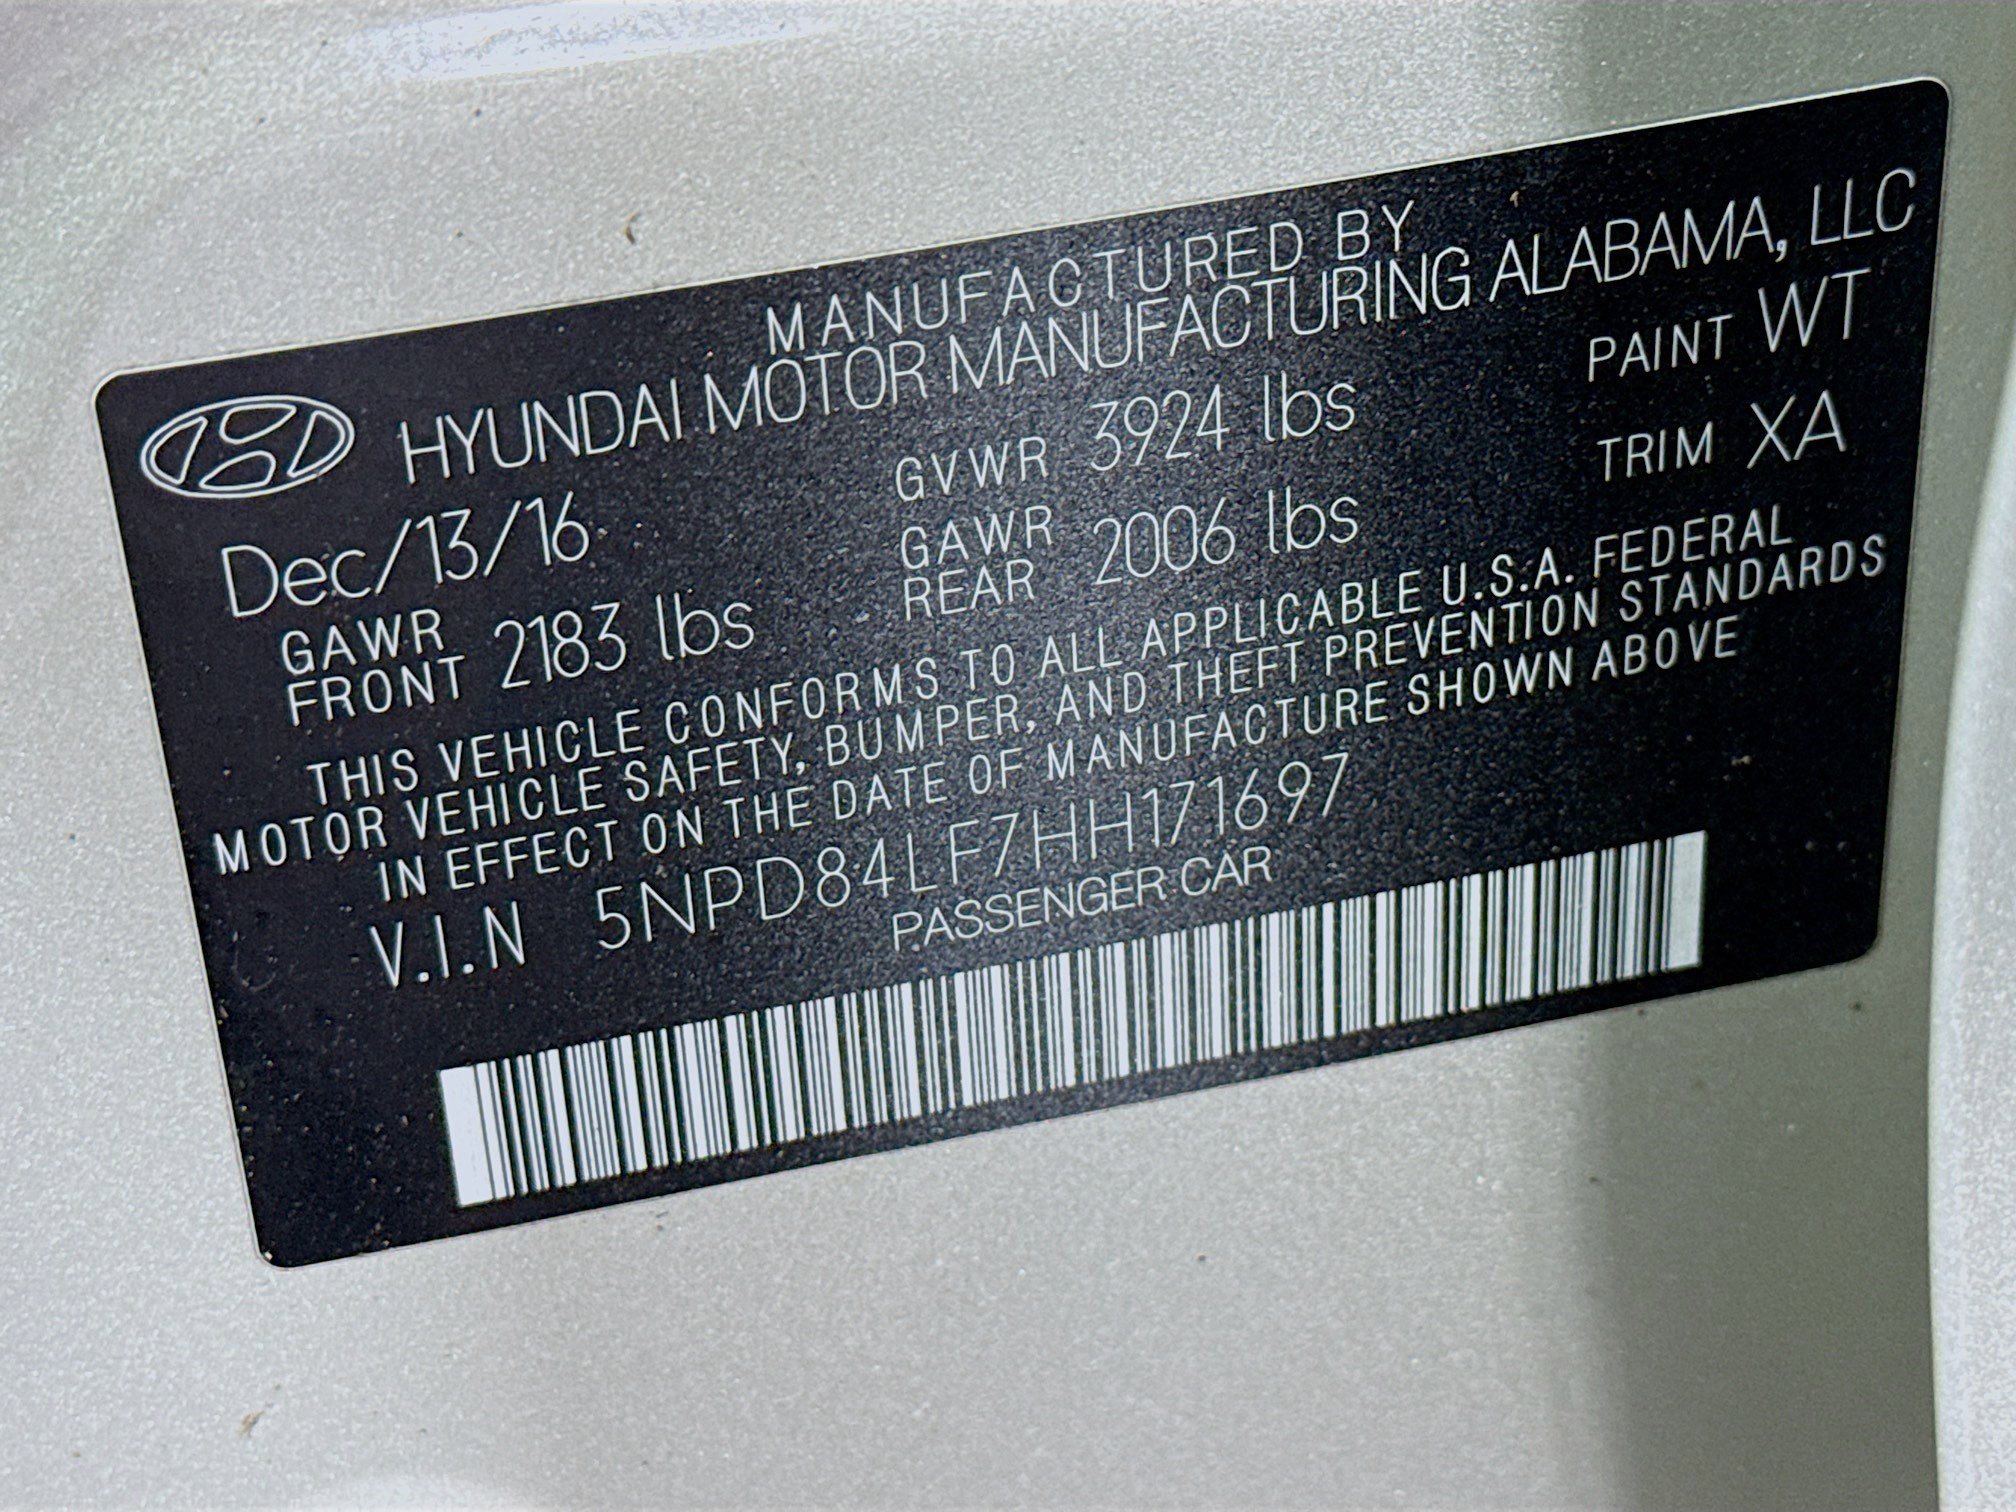 MANUFACTURED BY
HYUNDAI MOTOR MANUFACTURING ALABAMA, LLC
Dec/13/16 GVWR 3924 lbs PAINT WT
GAWR FRONT 2183 lbs GAWR REAR 2006 lbs TRIM XA
THIS VEHICLE CONFORMS TO ALL APPLICABLE U.S.A. FEDERAL
MOTOR VEHICLE SAFETY, BUMPER, AND THEFT PREVENTION STANDARDS
IN EFFECT ON THE DATE OF MANUFACTURE SHOWN ABOVE
V.I.N 5NPD84LF7HH171697
PASSENGER CAR